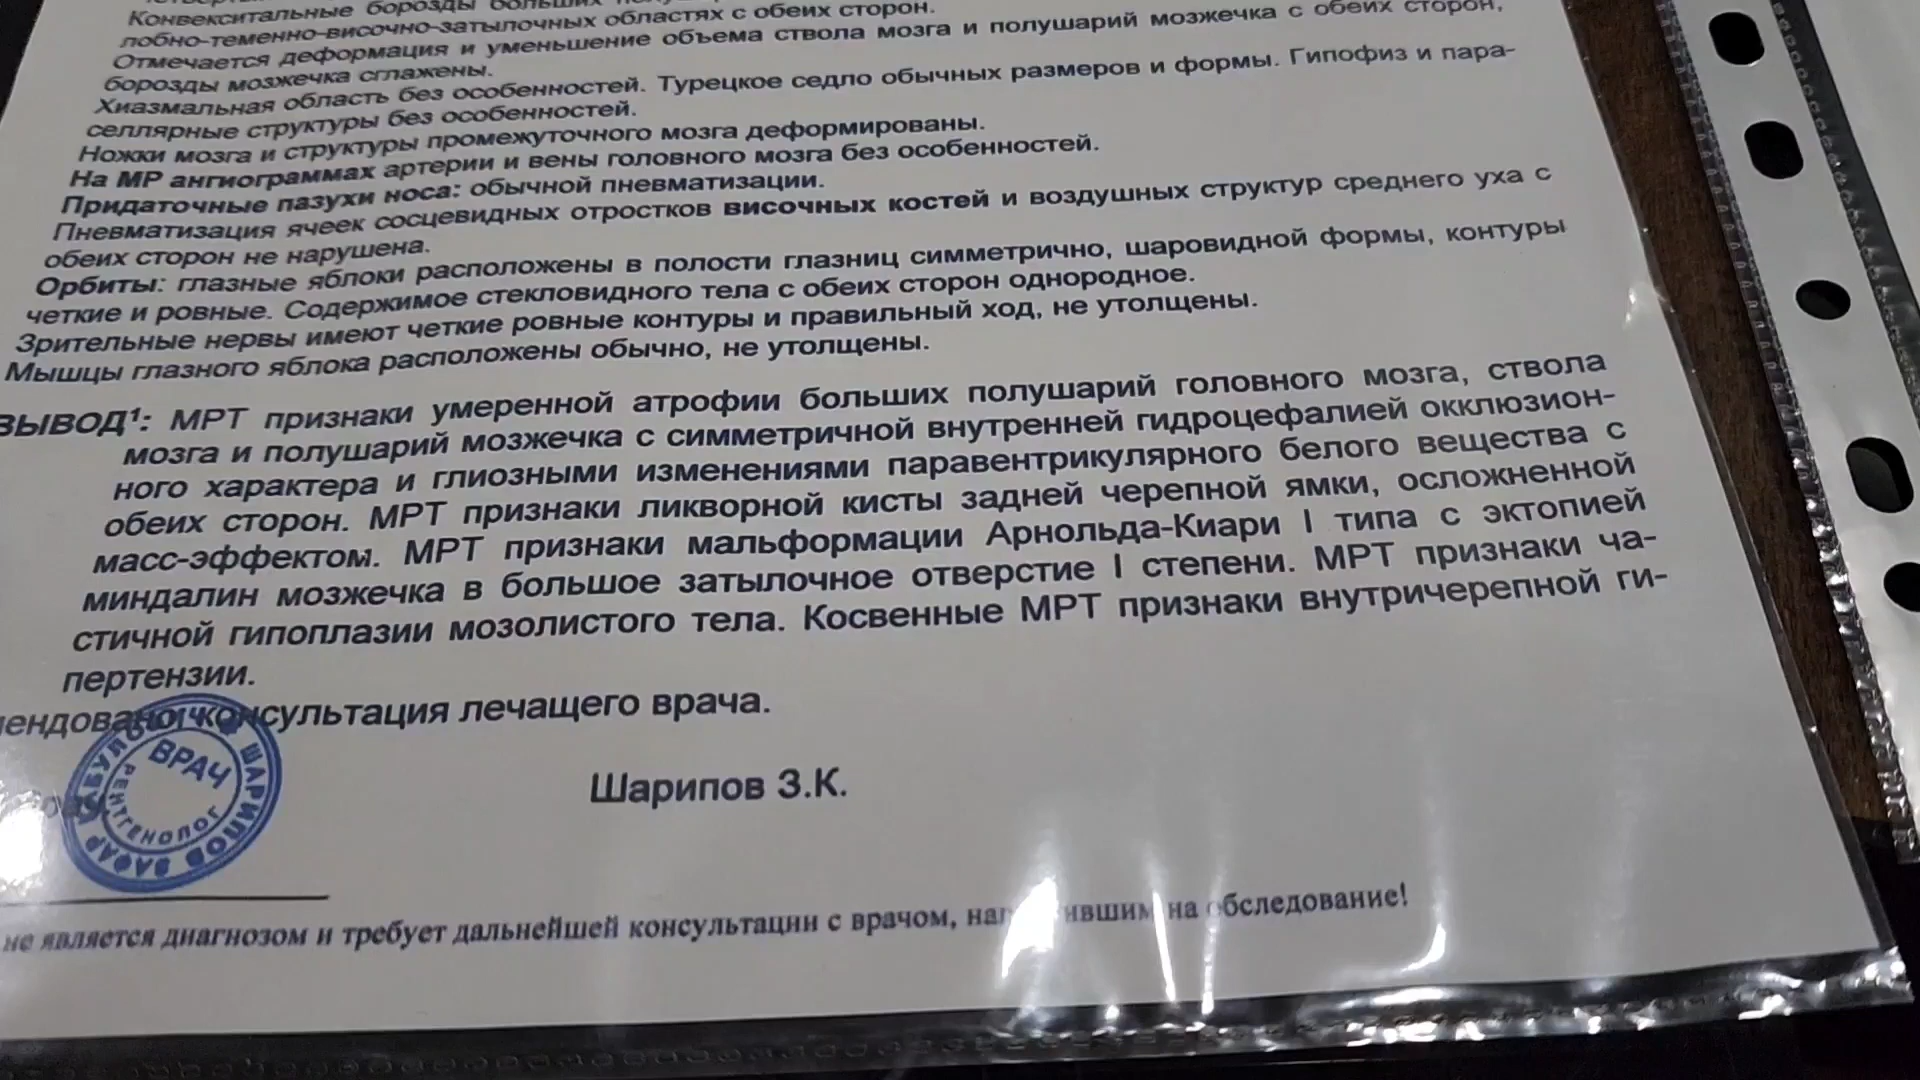 Конвекситальные борозды больших
лобно-теменно-височно-затылочных областях с обеих сторон.
Отмечается деформация и уменьшение объема ствола мозга и полушарий мозжечка с обеих сторон,
борозды мозжечка сглажены.
Хиазмальная область без особенностей. Турецкое седло обычных размеров и формы. Гипофиз и пара-
селлярные структуры без особенностей.
Ножки мозга и структуры промежуточного мозга деформированы.
На МР ангиограммах артерии и вены головного мозга без особенностей.
Придаточные пазухи носа: обычной пневматизации.
Пневматизация ячеек сосцевидных отростков височных костей и воздушных структур среднего уха с
обеих сторон не нарушена.
Орбиты: глазные яблоки расположены в полости глазниц симметрично, шаровидной формы, контуры
четкие и ровные. Содержимое стекловидного тела с обеих сторон однородное.
Зрительные нервы имеют четкие ровные контуры и правильный ход, не утолщены.
Мышцы глазного яблока расположены обычно, не утолщены.
ВЫВОД¹: МРТ признаки умеренной атрофии больших полушарий головного мозга, ствола
мозга и полушарий мозжечка с симметричной внутренней гидроцефалией окклюзион-
ного характера и глиозными изменениями паравентрикулярного белого вещества с
обеих сторон. МРТ признаки ликворной кисты задней черепной ямки, осложненной
масс-эффектом. МРТ признаки мальформации Арнольда-Киари I типа с эктопией
миндалин мозжечка в большое затылочное отверстие I степени. МРТ признаки ча-
стичной гипоплазии мозолистого тела. Косвенные МРТ признаки внутричерепной ги-
пертензии.
ендовано: консультация лечащего врача.
ВРАЧ
РЕНТГЕНОЛОГ
ШАРИПОВ ЗАФАР
Шарипов З.К.
не является диагнозом и требует дальнейшей консультации с врачом, на ившим на обследование!